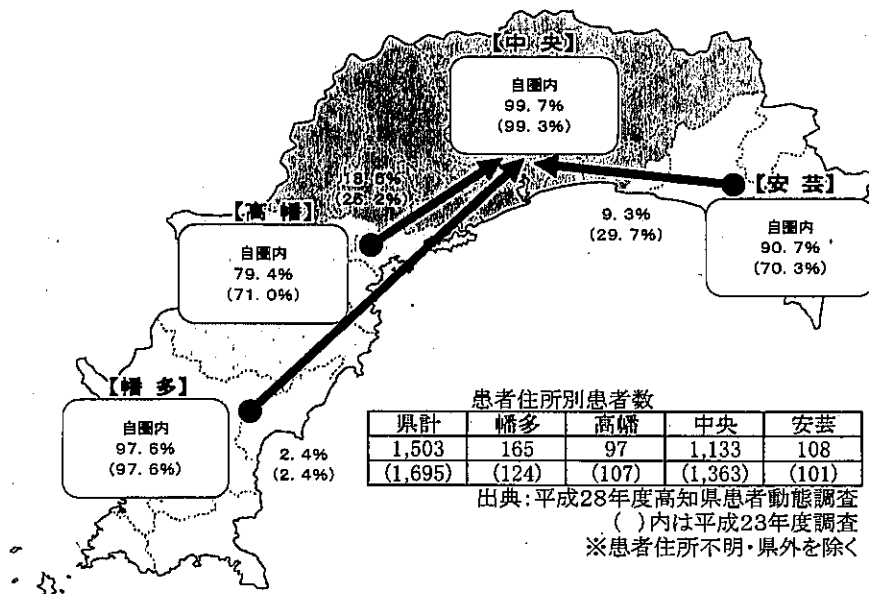 【中 央】
自圏内
99.7%
(99.3%)
(26.2%)
【高 幡】
自圏内
79.4%
(71.0%)
【安 芸】
自圏内
90.7%
(70.3%)
9.3%
(29.7%)
【幡 多】
自圏内
97.6%
(97.6%)
2.4%
(2.4%)
患者住所別患者数
県計 幡多 高幡 中央 安芸
1,503 165 97 1,133 108
(1,695) (124) (107) (1,363) (101)
出典:平成28年度高知県患者動態調査
( )内は平成23年度調査
※患者住所不明・県外を除く